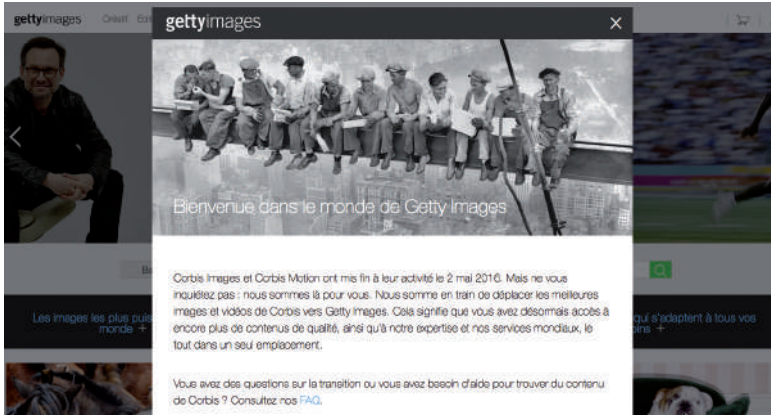 gettyimages Créatif
gettyimages
Bienvenue dans le monde de Getty Images
Corbis Images et Corbis Motion ont mis fin à leur activité le 2 mai 2016. Mais ne vous
inquiétez pas : nous sommes là pour vous. Nous somme en train de déplacer les meilleures
images et vidéos de Corbis vers Getty Images. Cela signifie que vous avez désormais accès à
encore plus de contenus de qualité, ainsi qu'à notre expertise et nos services mondiaux, le
tout dans un seul emplacement.
Vous avez des questions sur la transition ou vous avez besoin d'aide pour trouver du contenu
de Corbis ? Consultez nos FAQ.
Les images les plus puis
monde +
qui s'adaptent à tous vos
oins +